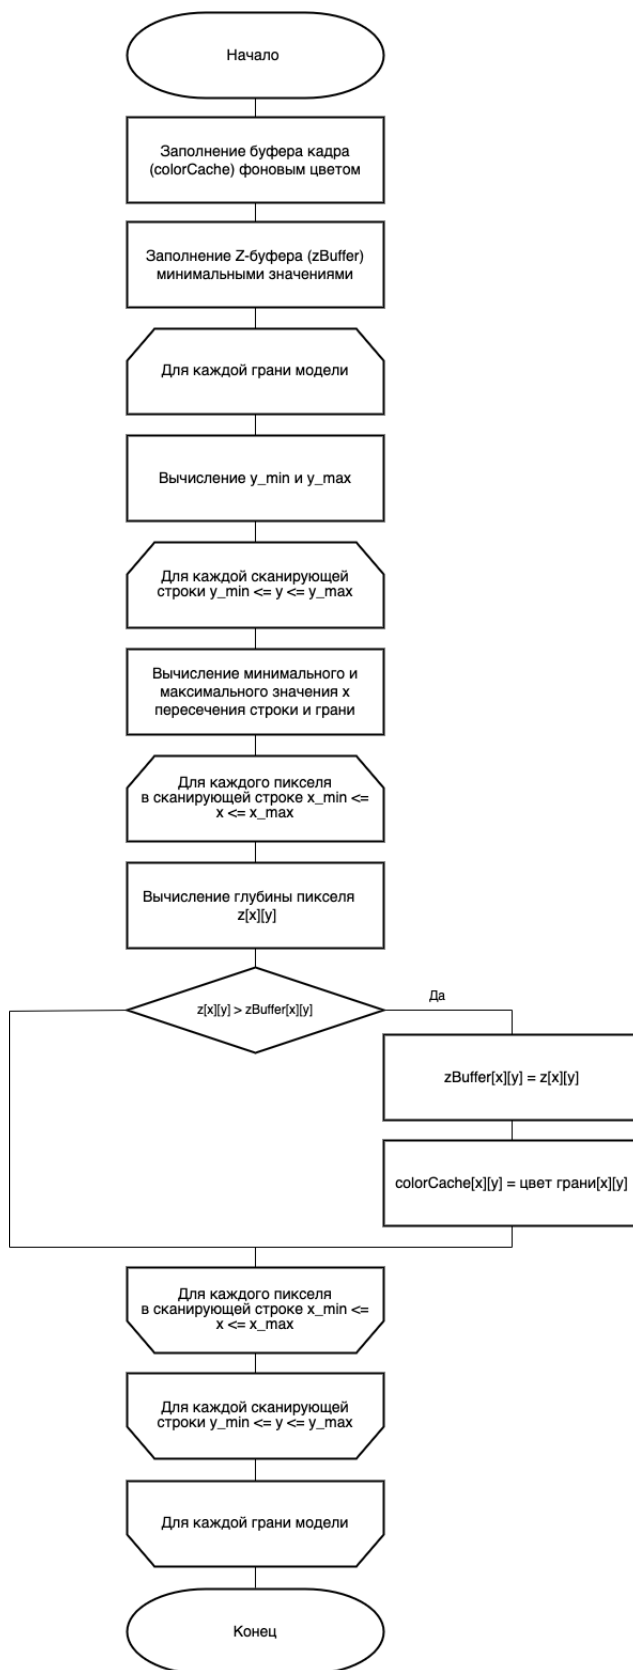 Начало
Заполнение буфера кадра
(colorCache) фоновым цветом
Заполнение Z-буфера (zBuffer)
минимальными значениями
Для каждой грани модели
Вычисление y_min и y_max
Для каждой сканирующей
строки y_min <= y <= y_max
Вычисление минимального и
максимального значения x
пересечения строки и грани
Для каждого пикселя
в сканирующей строке x_min <=
x <= x_max
Вычисление глубины пикселя
z[x][y]
z[x][y] > zBuffer[x][y]
Да
zBuffer[x][y] = z[x][y]
colorCache[x][y] = цвет грани[x][y]
Для каждого пикселя
в сканирующей строке x_min <=
x <= x_max
Для каждой сканирующей
строки y_min <= y <= y_max
Для каждой грани модели
Конец